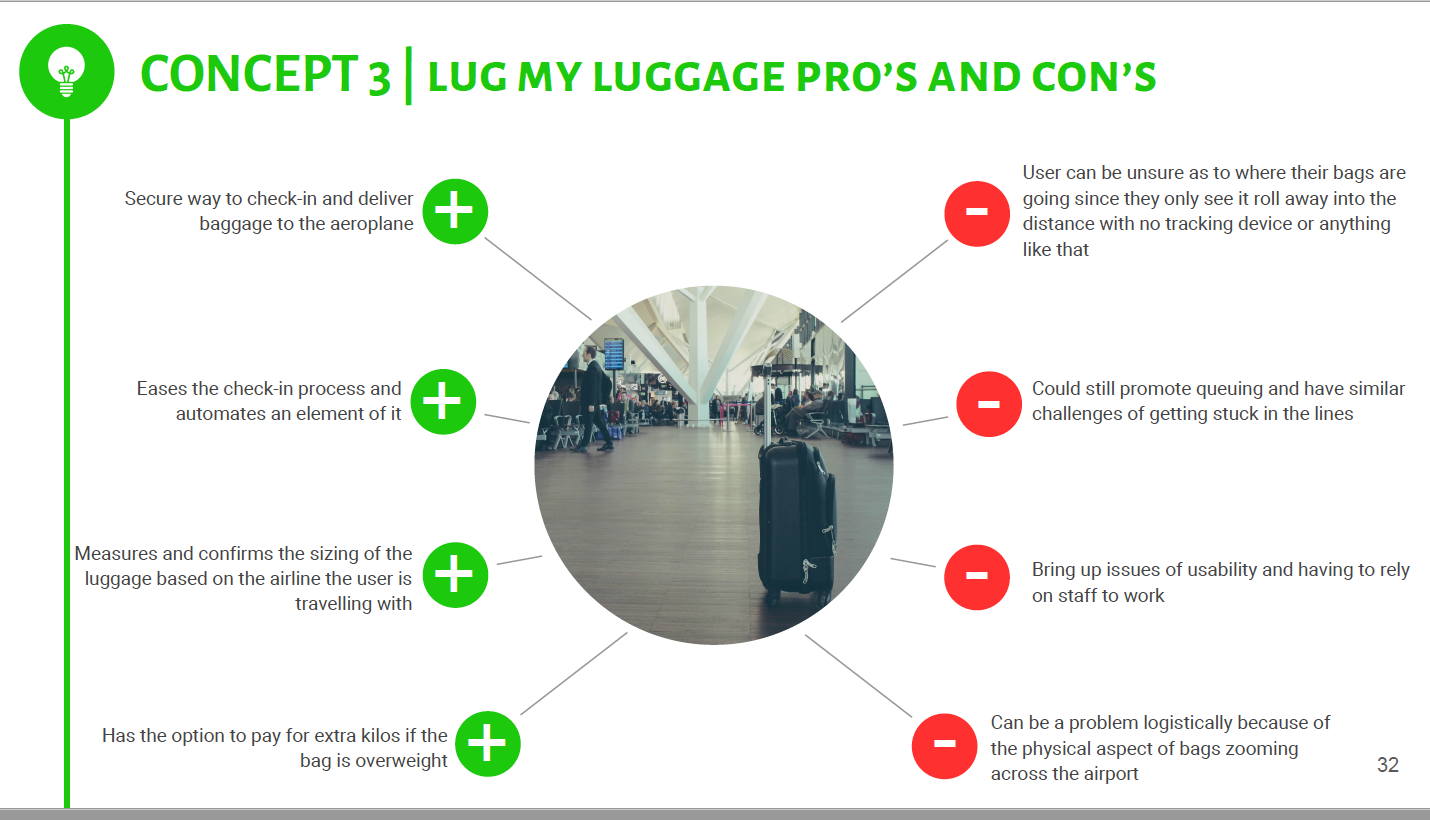 CONCEPT 3 | LUG MY LUGGAGE PRO'S AND CON'S
Secure way to check-in and deliver
baggage to the aeroplane
+
Eases the check-in process and
automates an element of it
+
Measures and confirms the sizing of the
luggage based on the airline the user is
travelling with
+
Has the option to pay for extra kilos if the
bag is overweight
+
-
User can be unsure as to where their bags are
going since they only see it roll away into the
distance with no tracking device or anything
like that
-
Could still promote queuing and have similar
challenges of getting stuck in the lines
-
Bring up issues of usability and having to rely
on staff to work
-
Can be a problem logistically because of
the physical aspect of bags zooming
across the airport
32